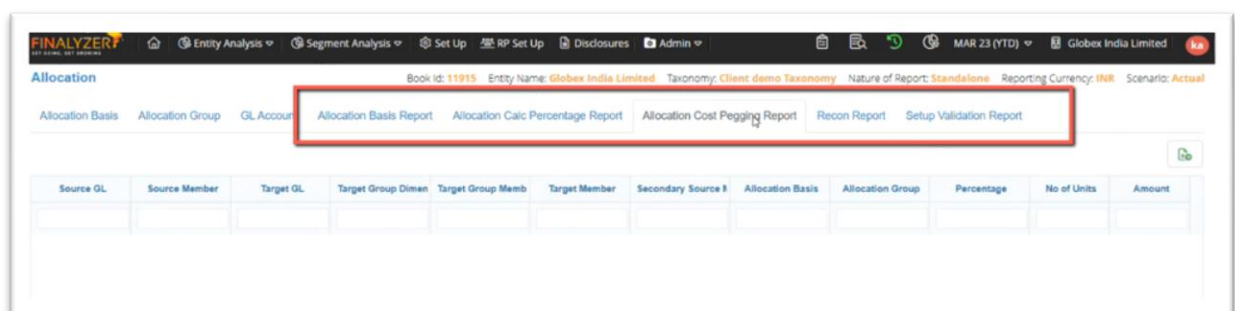 FINALYZER Entity Analysis Segment Analysis Set Up RP Set Up Disclosures Admin MAR 23 (YTD) Globex India Limited ka
GET GOING. GET GROWING
Allocation Book Id: 11915 Entity Name: Globex India Limited Taxonomy: Client demo Taxonomy Nature of Report: Standalone Reporting Currency: INR Scenario: Actual
Allocation Basis Allocation Group GL Accoun Allocation Basis Report Allocation Calc Percentage Report Allocation Cost Pegging Report Recon Report Setup Validation Report
Source GL Source Member Target GL Target Group Dimen Target Group Memb Target Member Secondary Source M Allocation Basis Allocation Group Percentage No of Units Amount